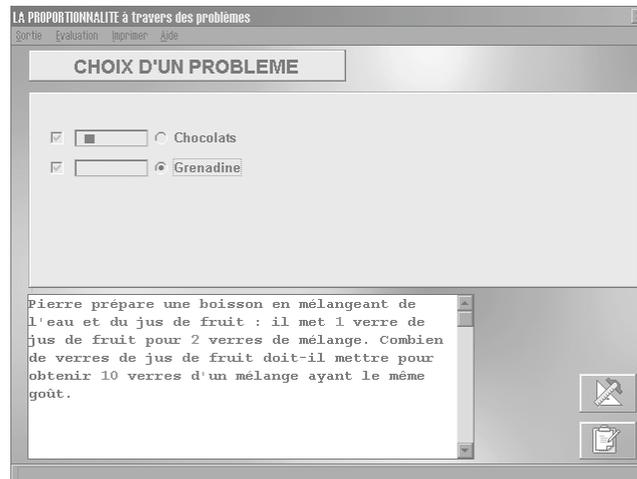 LA PROPORTIONNALITE à travers des problèmes
Sortie Evaluation Imprimer Aide
CHOIX D'UN PROBLEME
Chocolats
Grenadine
Pierre prépare une boisson en mélangeant de
l'eau et du jus de fruit : il met 1 verre de
jus de fruit pour 2 verres de mélange. Combien
de verres de jus de fruit doit-il mettre pour
obtenir 10 verres d'un mélange ayant le même
goût.